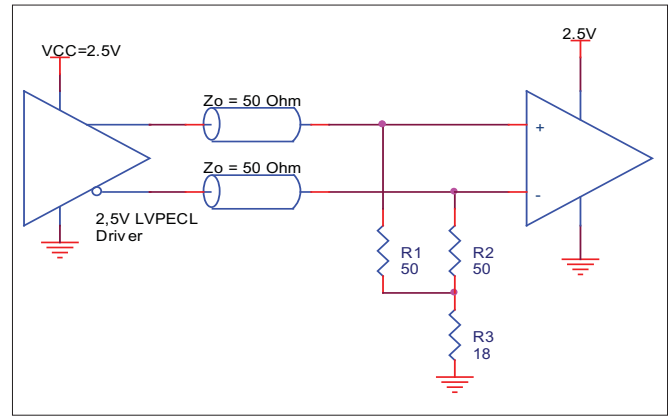 VCC=2.5V
2.5V
Zo = 50 Ohm
+
Zo = 50 Ohm
-
2,5V LVPECL
Driver
R1
50
R2
50
R3
18